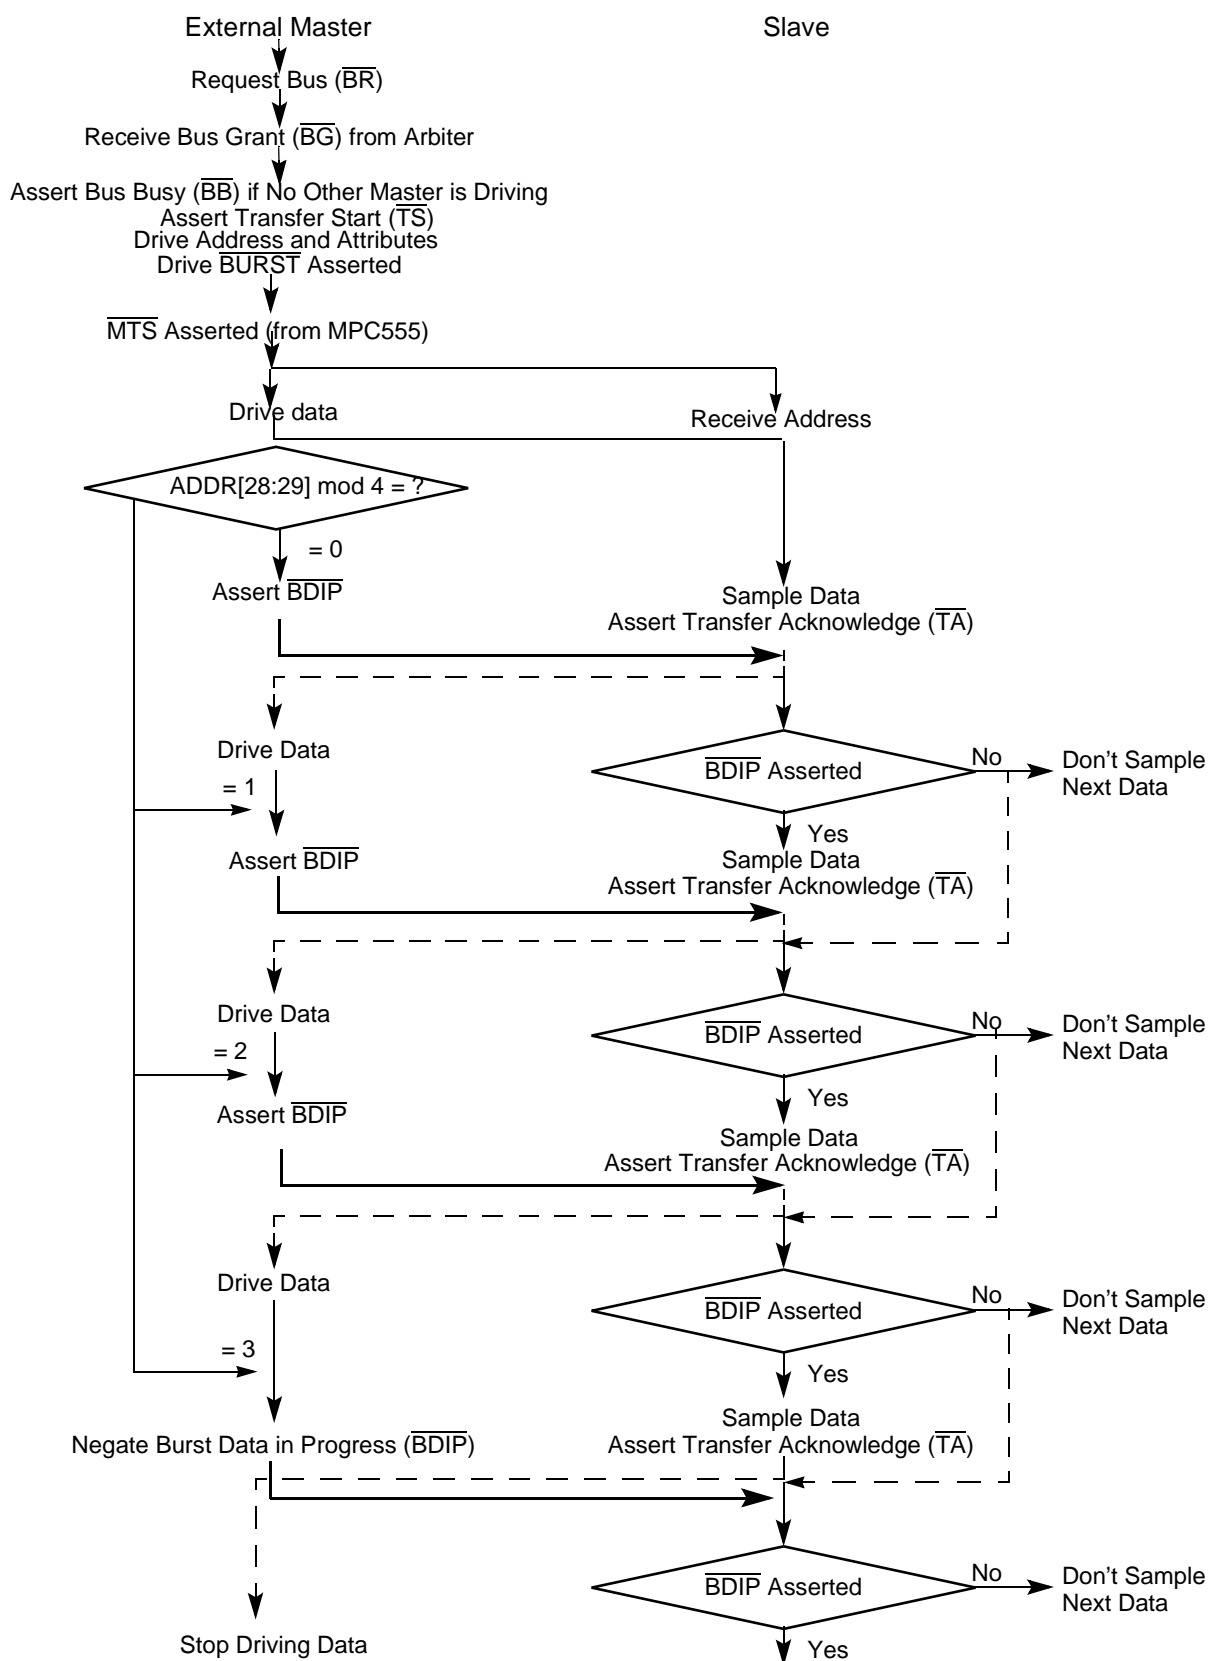 External Master
Slave
Request Bus (BR)
Receive Bus Grant (BG) from Arbiter
Assert Bus Busy (BB) if No Other Master is Driving
Assert Transfer Start (TS)
Drive Address and Attributes
Drive BURST Asserted
MTS Asserted (from MPC555)
Drive data
Receive Address
ADDR[28:29] mod 4 = ?
= 0
Assert BDIP
Sample Data
Assert Transfer Acknowledge (TA)
Drive Data
BDIP Asserted
No
Don't Sample
Next Data
= 1
Yes
Assert BDIP
Sample Data
Assert Transfer Acknowledge (TA)
Drive Data
BDIP Asserted
No
Don't Sample
Next Data
= 2
Yes
Assert BDIP
Sample Data
Assert Transfer Acknowledge (TA)
Drive Data
BDIP Asserted
No
Don't Sample
Next Data
= 3
Yes
Negate Burst Data in Progress (BDIP)
Sample Data
Assert Transfer Acknowledge (TA)
BDIP Asserted
No
Don't Sample
Next Data
Stop Driving Data
Yes